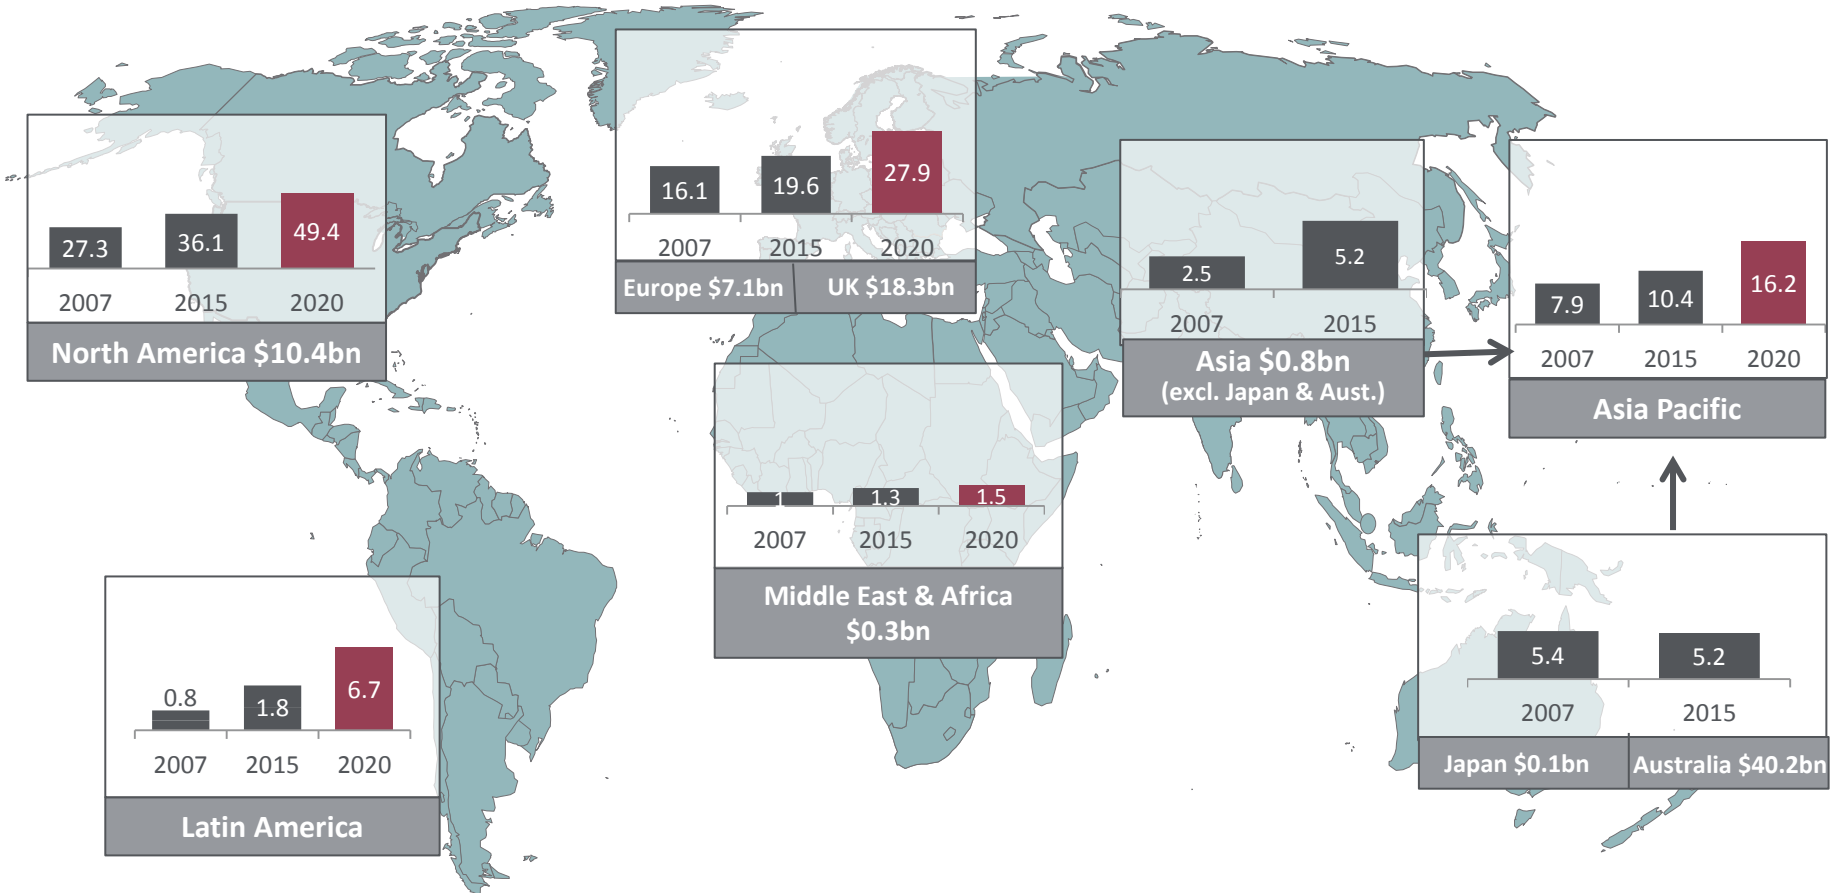 27.3 36.1 49.4
2007 2015 2020
North America $10.4bn
16.1 19.6 27.9
2007 2015 2020
Europe $7.1bn UK $18.3bn
2.5 5.2
2007 2015
Asia $0.8bn
(excl. Japan & Aust.)
7.9 10.4 16.2
2007 2015 2020
Asia Pacific
1 1.3 1.5
2007 2015 2020
Middle East & Africa
$0.3bn
0.8 1.8 6.7
2007 2015 2020
Latin America
5.4 5.2
2007 2015
Japan $0.1bn Australia $40.2bn